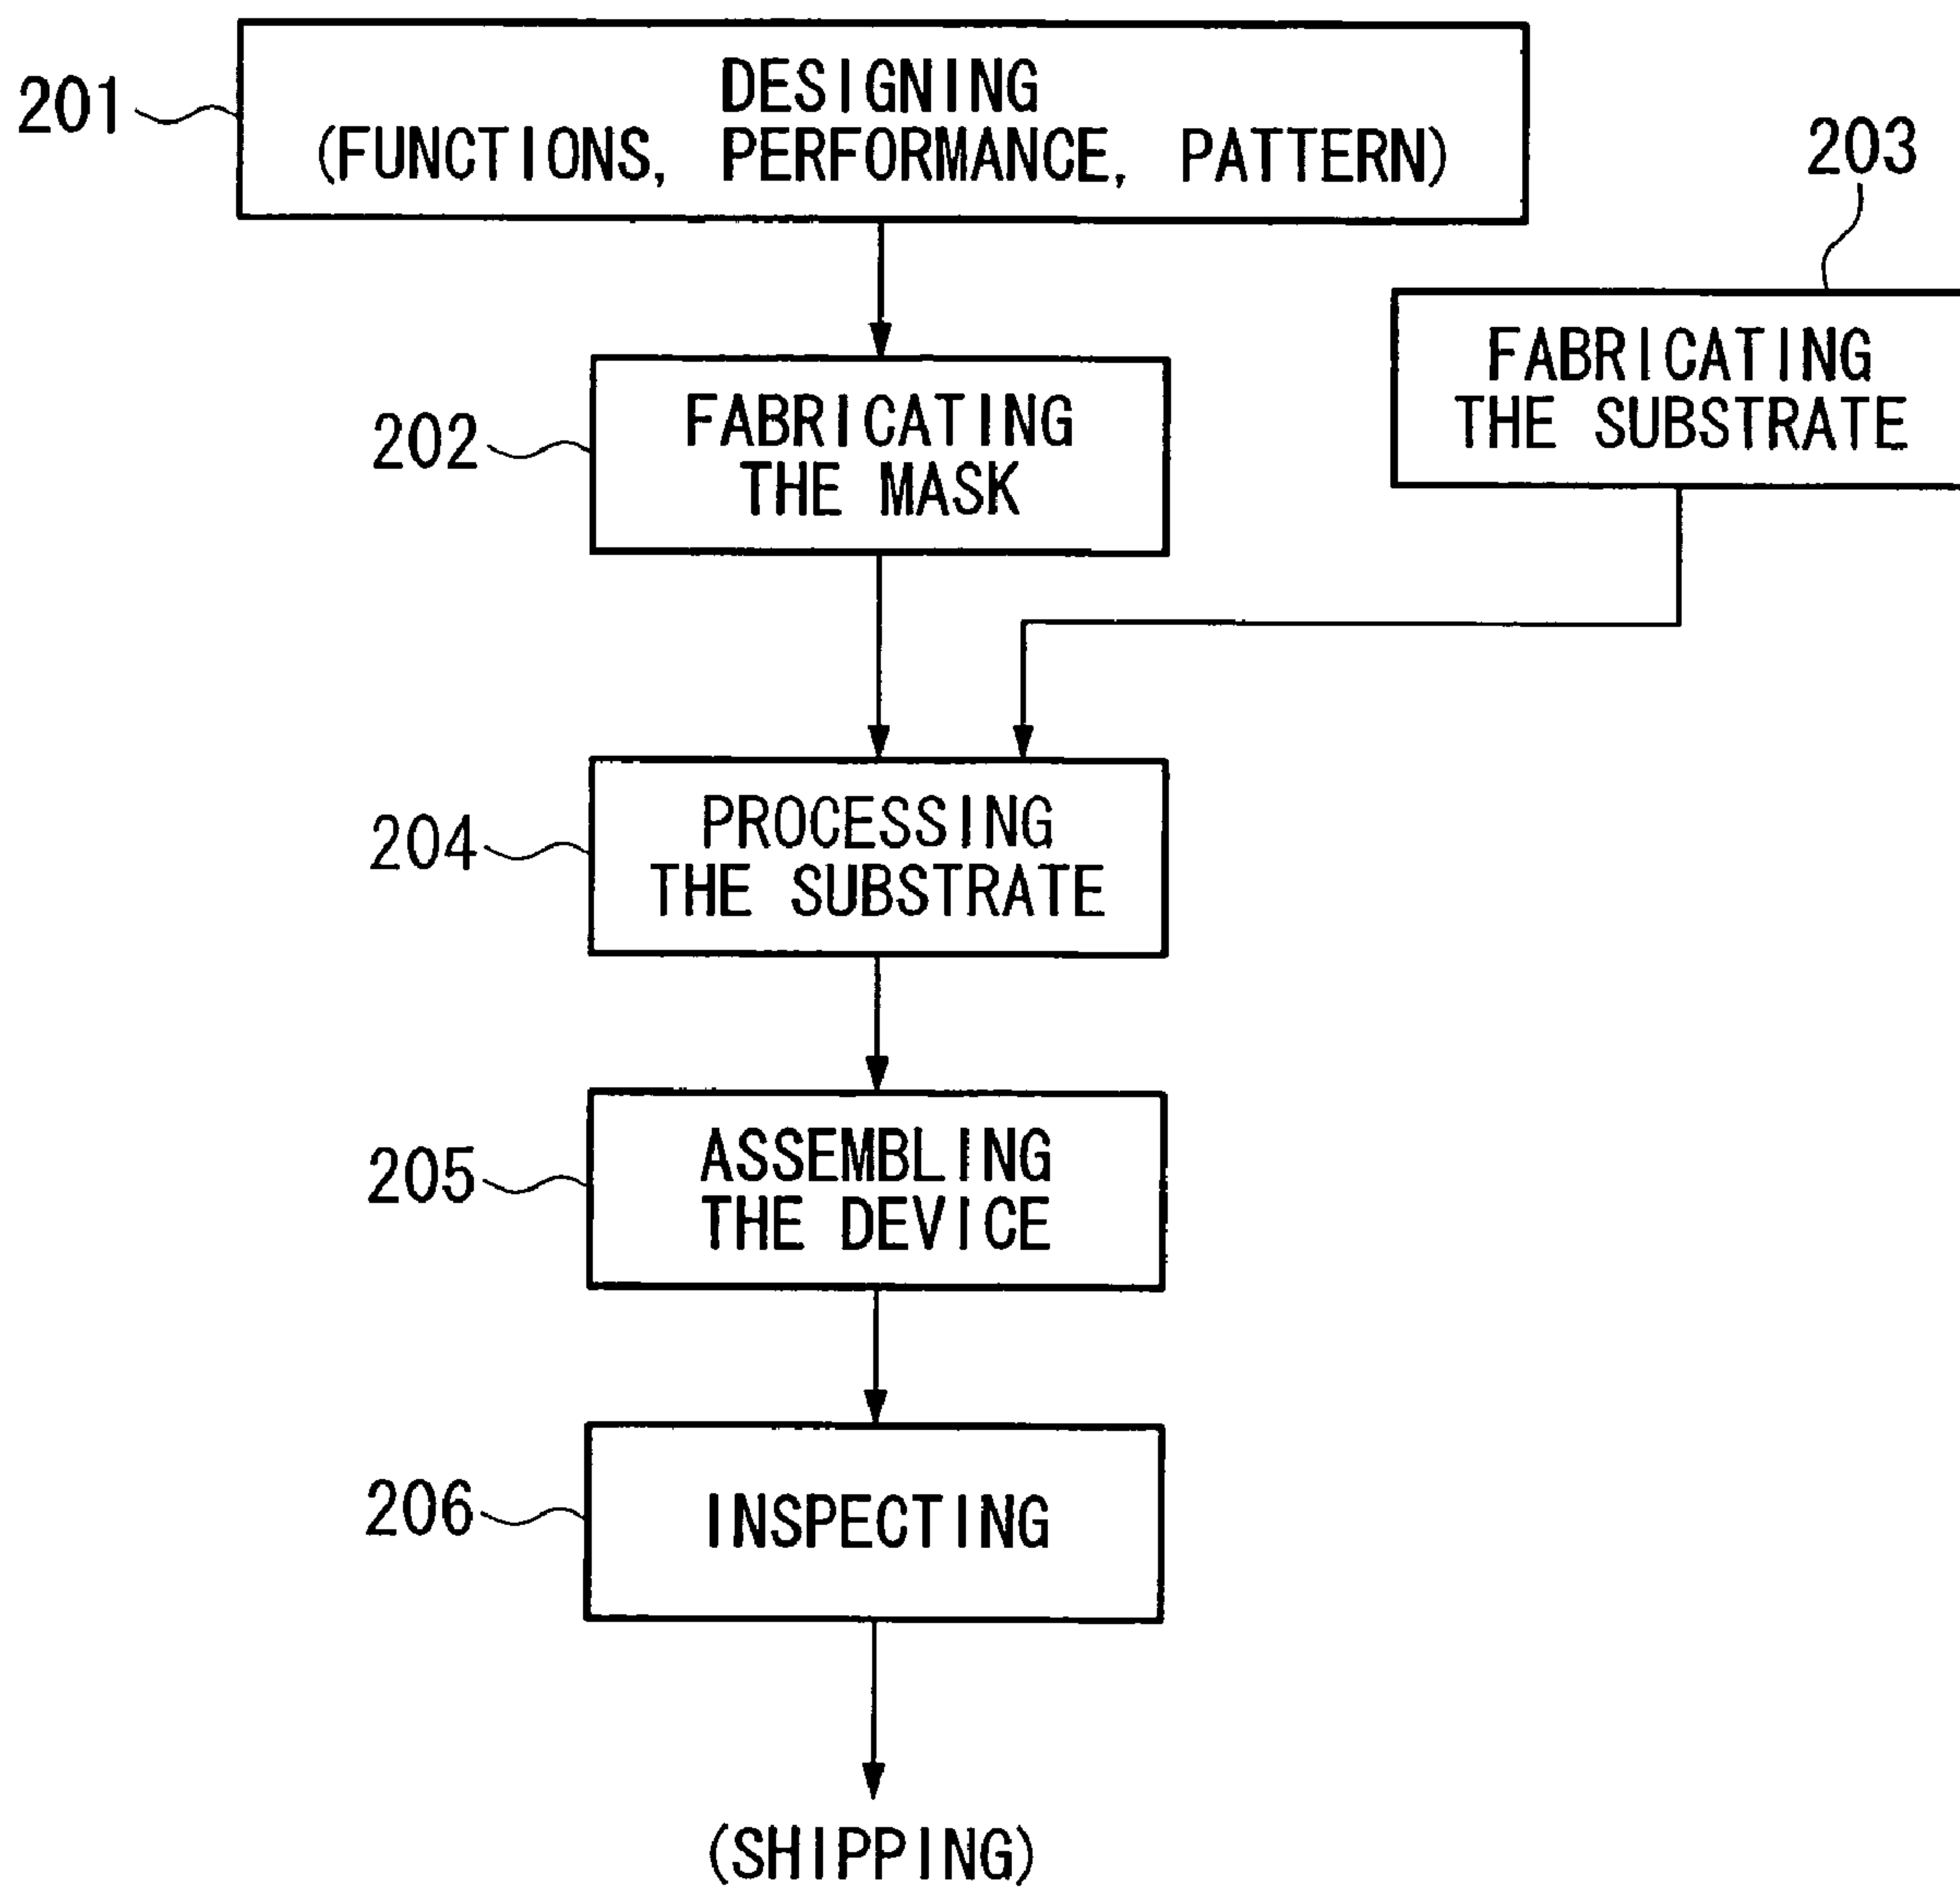 201
DESIGNING
(FUNCTIONS, PERFORMANCE, PATTERN)
203
FABRICATING
THE SUBSTRATE
202
FABRICATING
THE MASK
204
PROCESSING
THE SUBSTRATE
205
ASSEMBLING
THE DEVICE
206
INSPECTING
(SHIPPING)